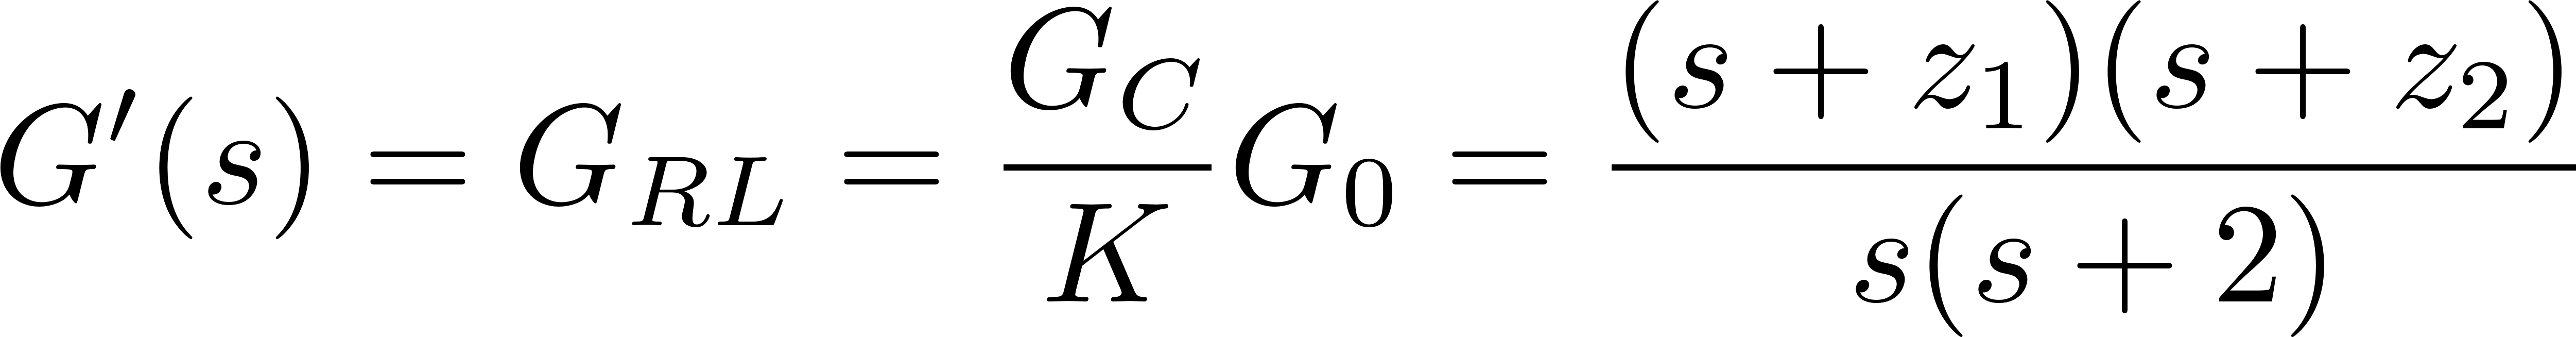 G′(s) = G_{RL} = \frac{G_C}{K} G_0 = \frac{(s + z_1)(s + z_2)}{s(s + 2)}